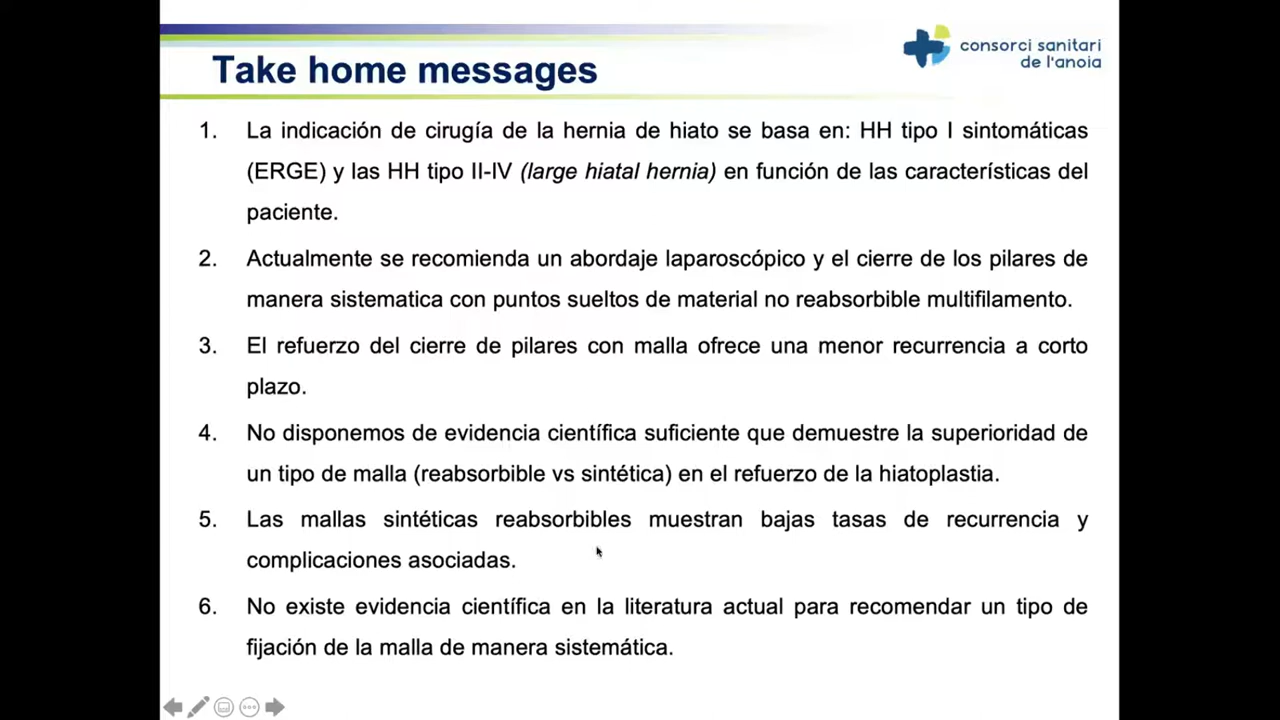 consorci sanitari
de l'anoia
Take home messages
1. La indicación de cirugía de la hernia de hiato se basa en: HH tipo I sintomáticas
(ERGE) y las HH tipo II-IV (large hiatal hernia) en función de las características del
paciente.
2. Actualmente se recomienda un abordaje laparoscópico y el cierre de los pilares de
manera sistematica con puntos sueltos de material no reabsorbible multifilamento.
3. El refuerzo del cierre de pilares con malla ofrece una menor recurrencia a corto
plazo.
4. No disponemos de evidencia científica suficiente que demuestre la superioridad de
un tipo de malla (reabsorbible vs sintética) en el refuerzo de la hiatoplastia.
5. Las mallas sintéticas reabsorbibles muestran bajas tasas de recurrencia y
complicaciones asociadas.
6. No existe evidencia científica en la literatura actual para recomendar un tipo de
fijación de la malla de manera sistemática.